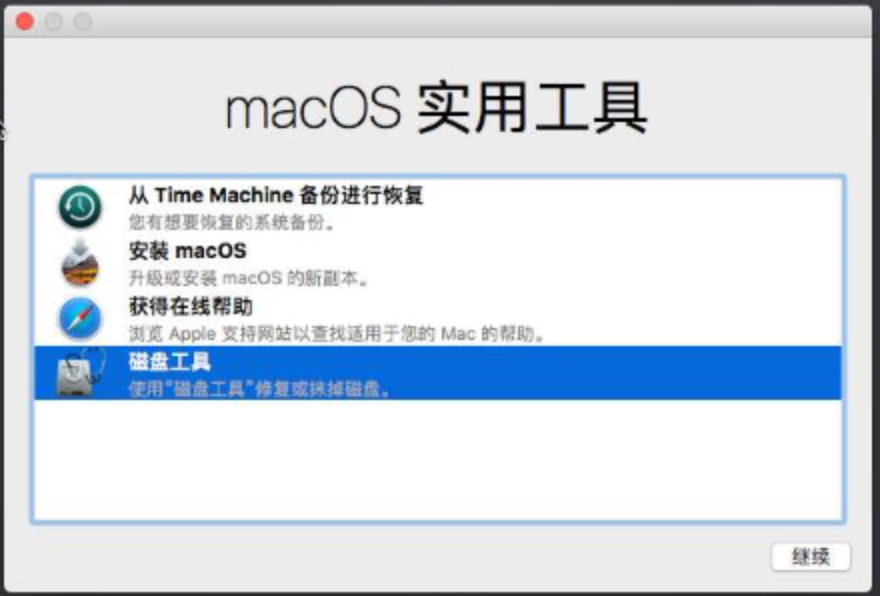 macOS 实用工具
从 Time Machine 备份进行恢复
您有想要恢复的系统备份。
安装 macOS
升级或安装 macOS 的新副本。
获得在线帮助
浏览 Apple 支持网站以查找适用于您的 Mac 的帮助。
磁盘工具
使用“磁盘工具”修复或抹掉磁盘。
继续